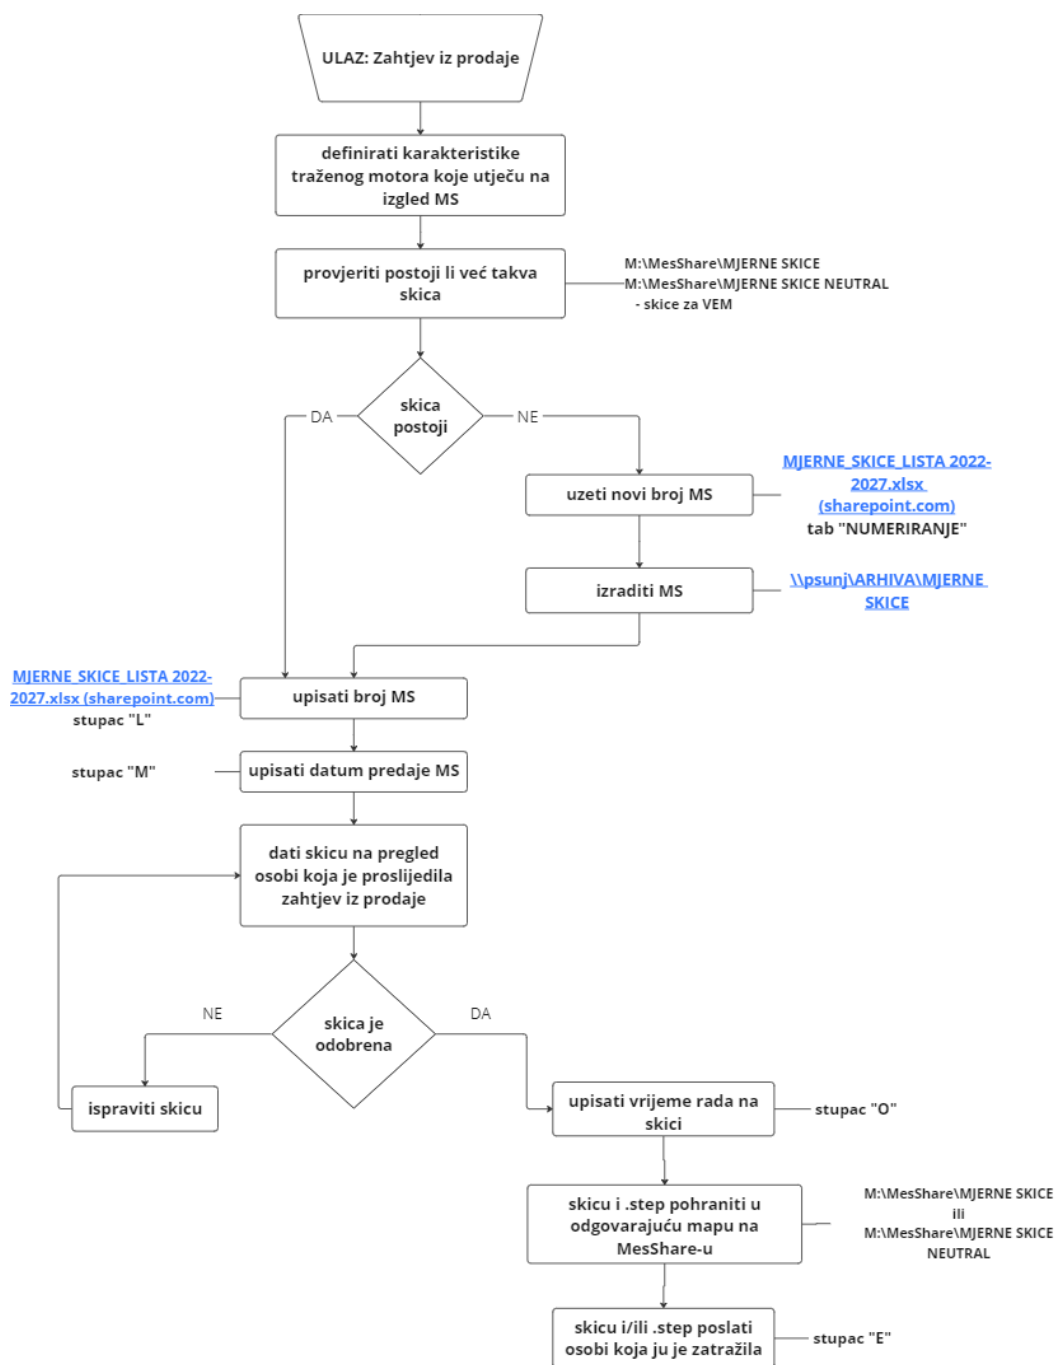 ULAZ: Zahtjev iz prodaje
definirati karakteristike
traženog motora koje utječu na
izgled MS
provjeriti postoji li već takva
skica
M:\MesShare\MJERNE SKICE
M:\MesShare\MJERNE SKICE NEUTRAL
- skice za VEM
skica
postoji
DA
NE
uzeti novi broj MS
MJERNE_SKICE_LISTA 2022-
2027.xlsx
(sharepoint.com)
tab "NUMERIRANJE"
izraditi MS
\\psunj\ARHIVA\MJERNE
SKICE
MJERNE_SKICE_LISTA 2022-
2027.xlsx (sharepoint.com)
stupac "L"
upisati broj MS
stupac "M"
upisati datum predaje MS
dati skicu na pregled
osobi koja je proslijedila
zahtjev iz prodaje
skica je
odobrena
NE
DA
ispraviti skicu
upisati vrijeme rada na
skici
stupac "O"
skicu i .step pohraniti u
odgovarajuću mapu na
MesShare-u
M:\MesShare\MJERNE SKICE
ili
M:\MesShare\MJERNE SKICE
NEUTRAL
skicu i/ili .step poslati
osobi koja ju je zatražila
stupac "E"